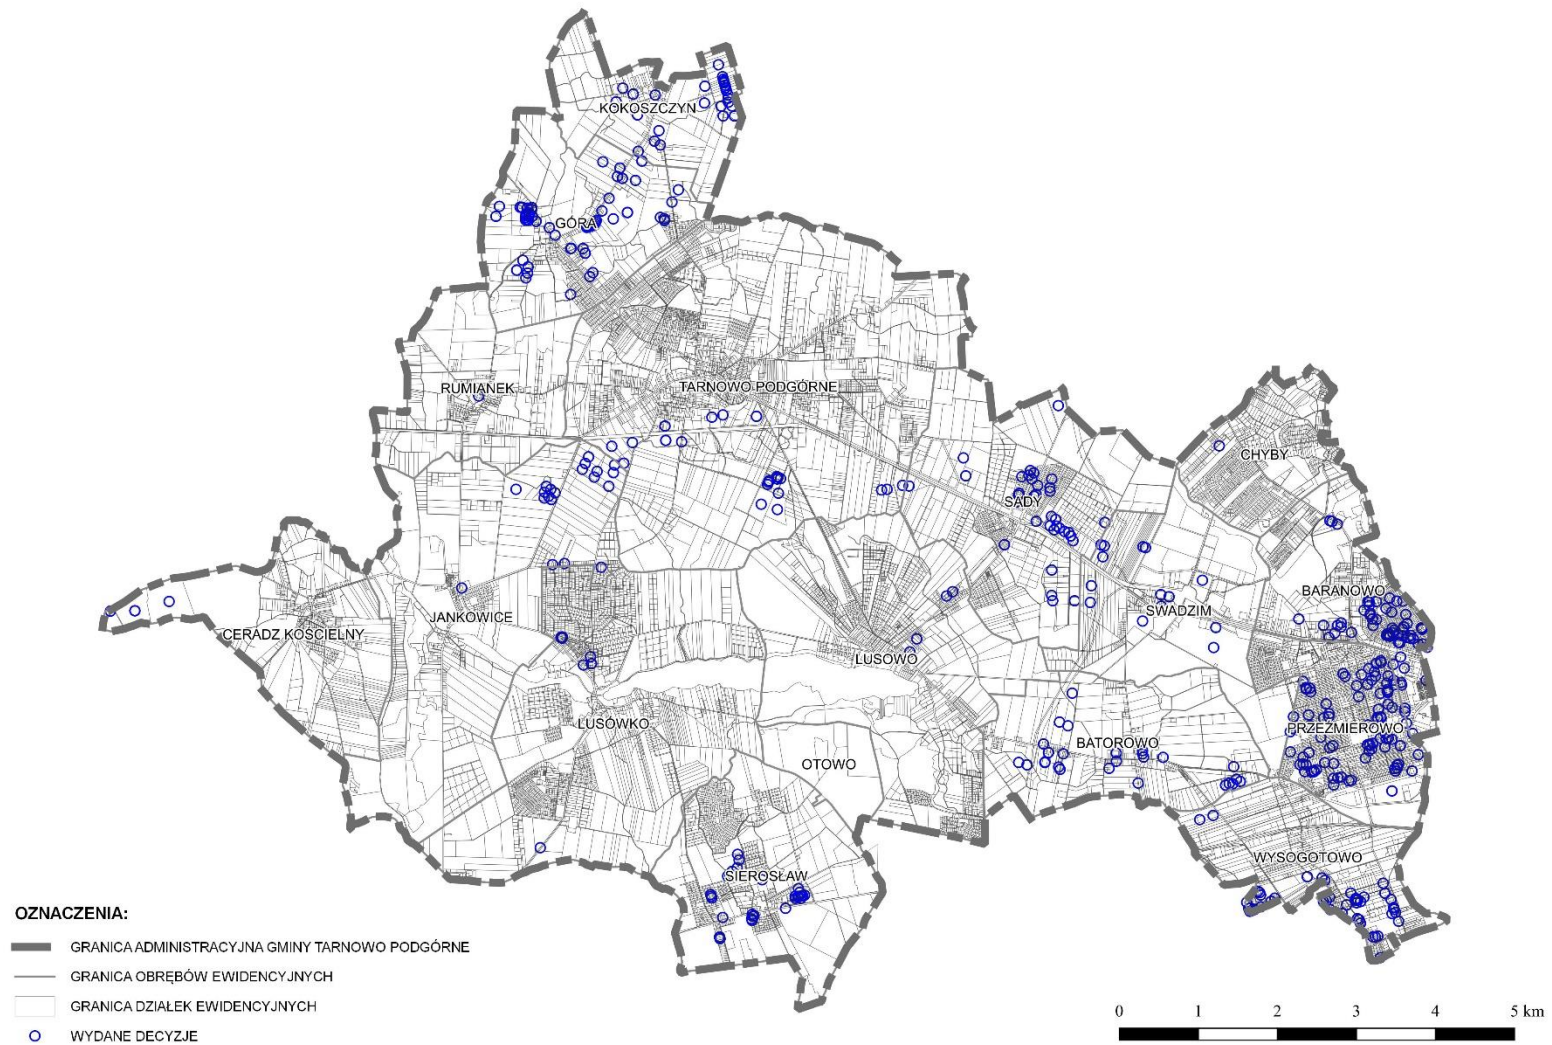 KOKOSZCZYN
GÓRA
RUMIANEK
TARNOWO PODGÓRNE
CHYBY
SADY
BARANOWO
SWADZIM
JANKOWICE
CERADZ KOŚCIELNY
LUSOWO
LUSÓWKO
PRZEŹMIEROWO
BATOROWO
OTOWO
WYSOGOTOWO
SIEROSŁAW
OZNACZENIA:
GRANICA ADMINISTRACYJNA GMINY TARNOWO PODGÓRNE
GRANICA OBRĘBÓW EWIDENCYJNYCH
GRANICA DZIAŁEK EWIDENCYJNYCH
WYDANE DECYZJE
0 1 2 3 4 5 km